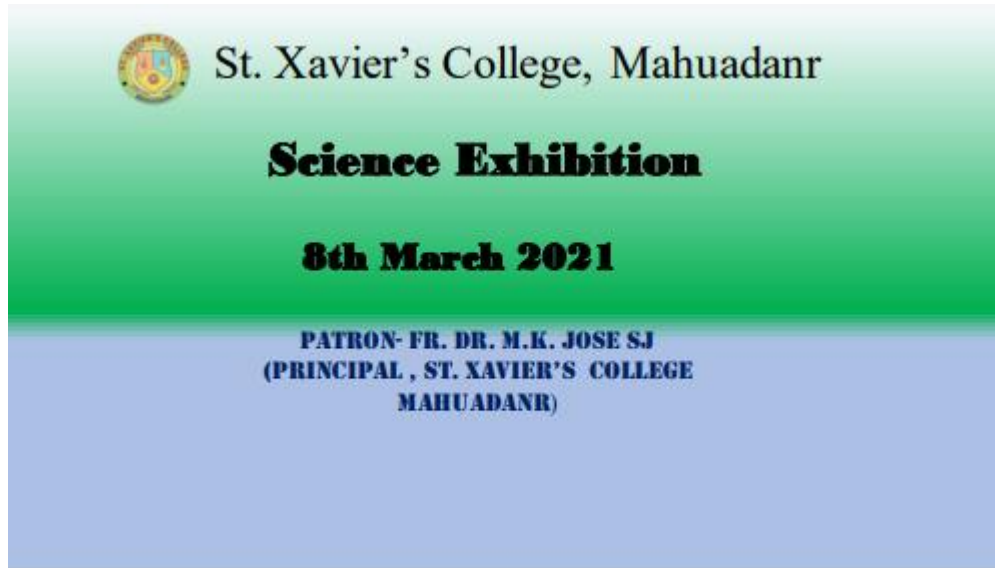 St. Xavier's College, Mahuadanr
Science Exhibition
8th March 2021
PATRON- FR. DR. M.K. JOSE SJ
(PRINCIPAL , ST. XAVIER'S COLLEGE
MAHUADANR)